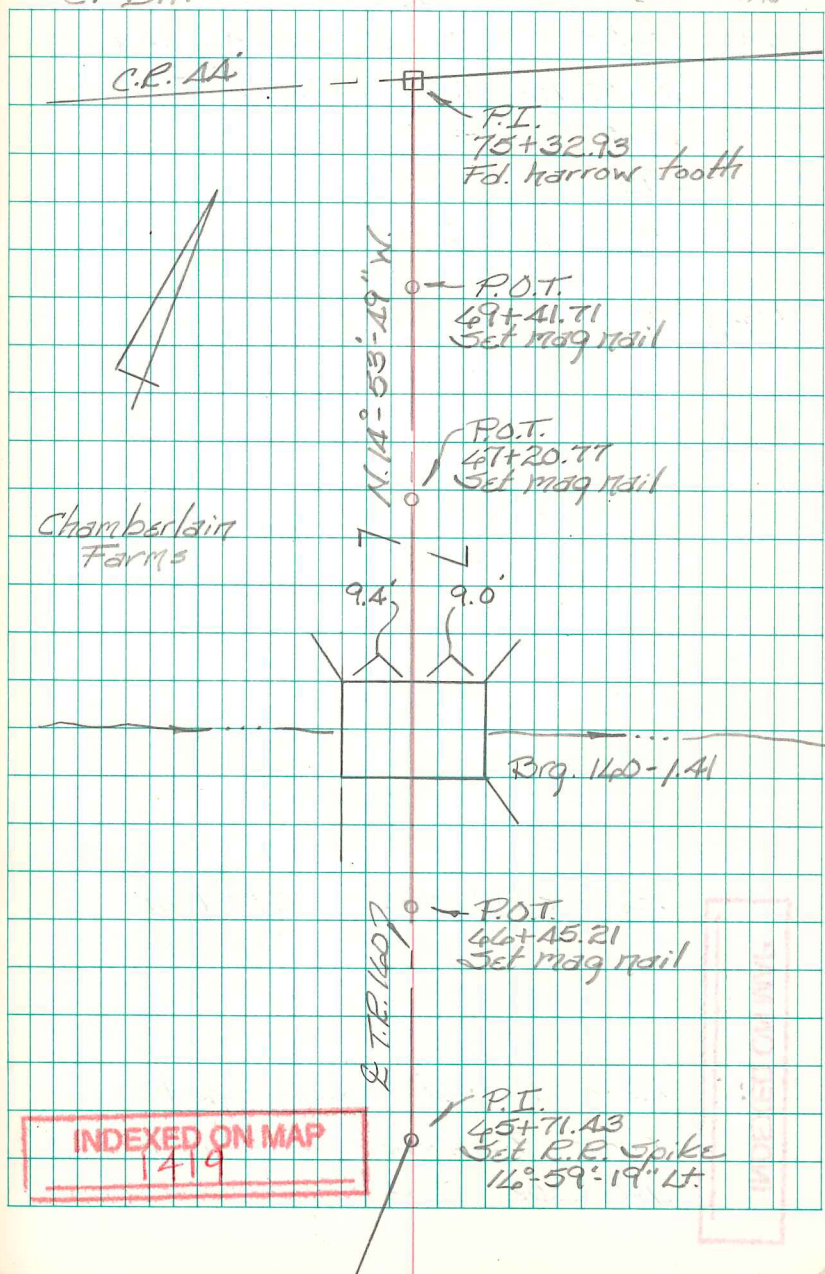 C.R. 44
P.I.
75+32.93
Fd. harrow tooth
N.14°-53'-49"W.
P.O.T.
69+41.71
Set mag nail
P.O.T.
67+20.77
Set mag nail
Chamberlain
Farms
9.4'
9.0'
Brg. 160-1.41
P.O.T.
66+45.21
Set mag nail
℄ T.R. 160
P.I.
65+71.43
Set R.R. Spike
16°-59'-19" Lt.
INDEXED ON MAP
1419